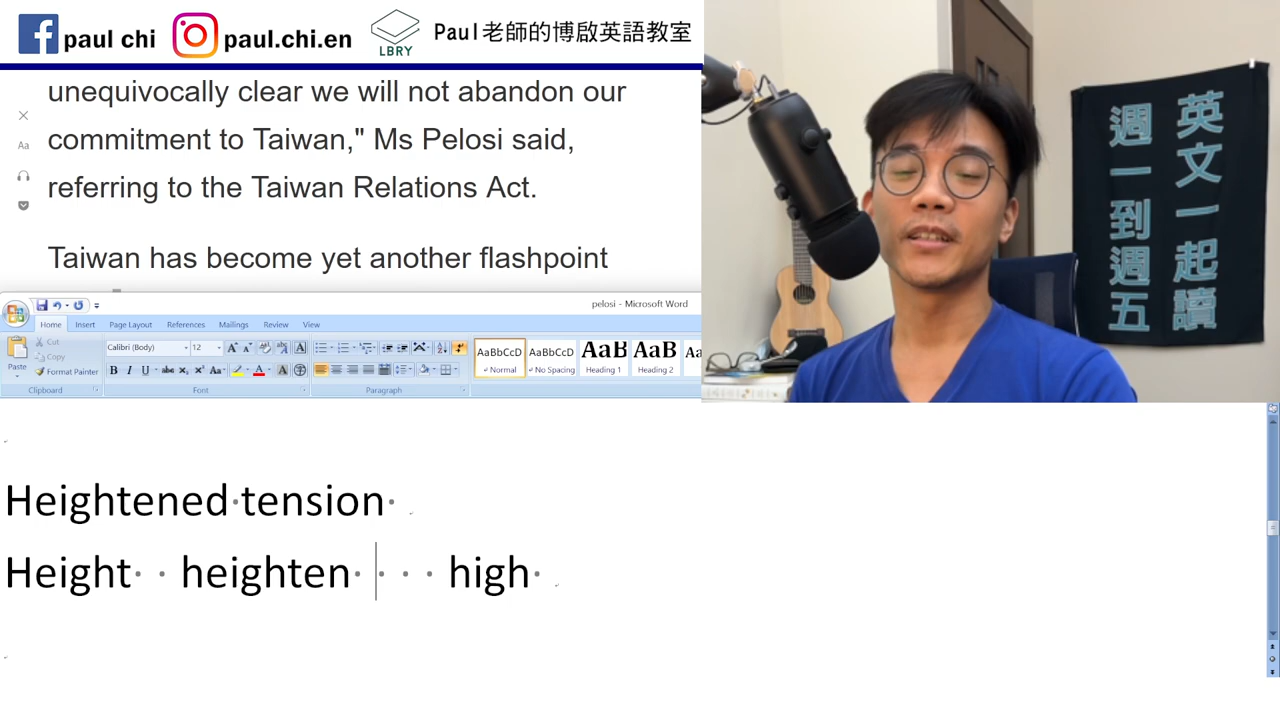 paul chi
paul.chi.en
LBRY
Paul老師的博啟英語教室
unequivocally clear we will not abandon our
commitment to Taiwan," Ms Pelosi said,
referring to the Taiwan Relations Act.
Taiwan has become yet another flashpoint
Aa
英文一起讀
週一到週五
pelosi - Microsoft Word
Home Insert Page Layout References Mailings Review View
Paste
Cut
Copy
Format Painter
Clipboard
Calibri (Body) 12
Font
Paragraph
AaBbCcD AaBbCcD AaBb AaB Aa
Normal No Spacing Heading 1 Heading 2
Heightened tension
Height heighten high